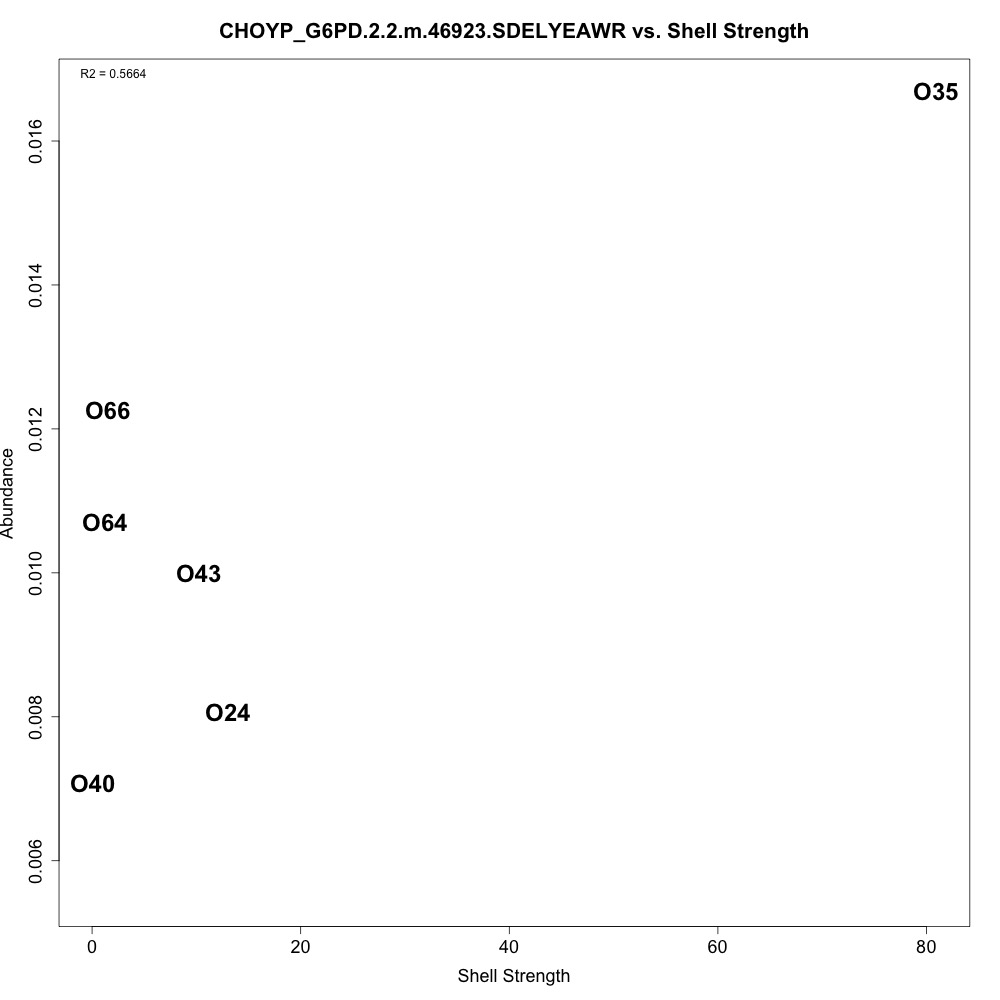 CHOYP_G6PD.2.2.m.46923.SDELYEAWR vs. Shell Strength
R2 = 0.5664
O35
0.016
0.014
O66
0.012
Abundance
O64
0.010
O43
O24
0.008
O40
0.006
0 20 40 60 80
Shell Strength